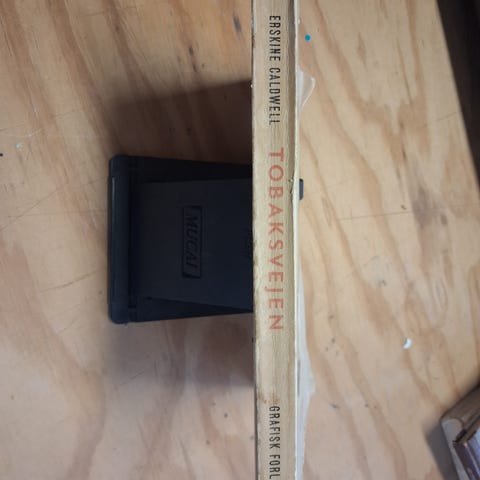 ERSKINE CALDWELL
TOBAKSVEJEN
GRAFISK FORL
MUCAI